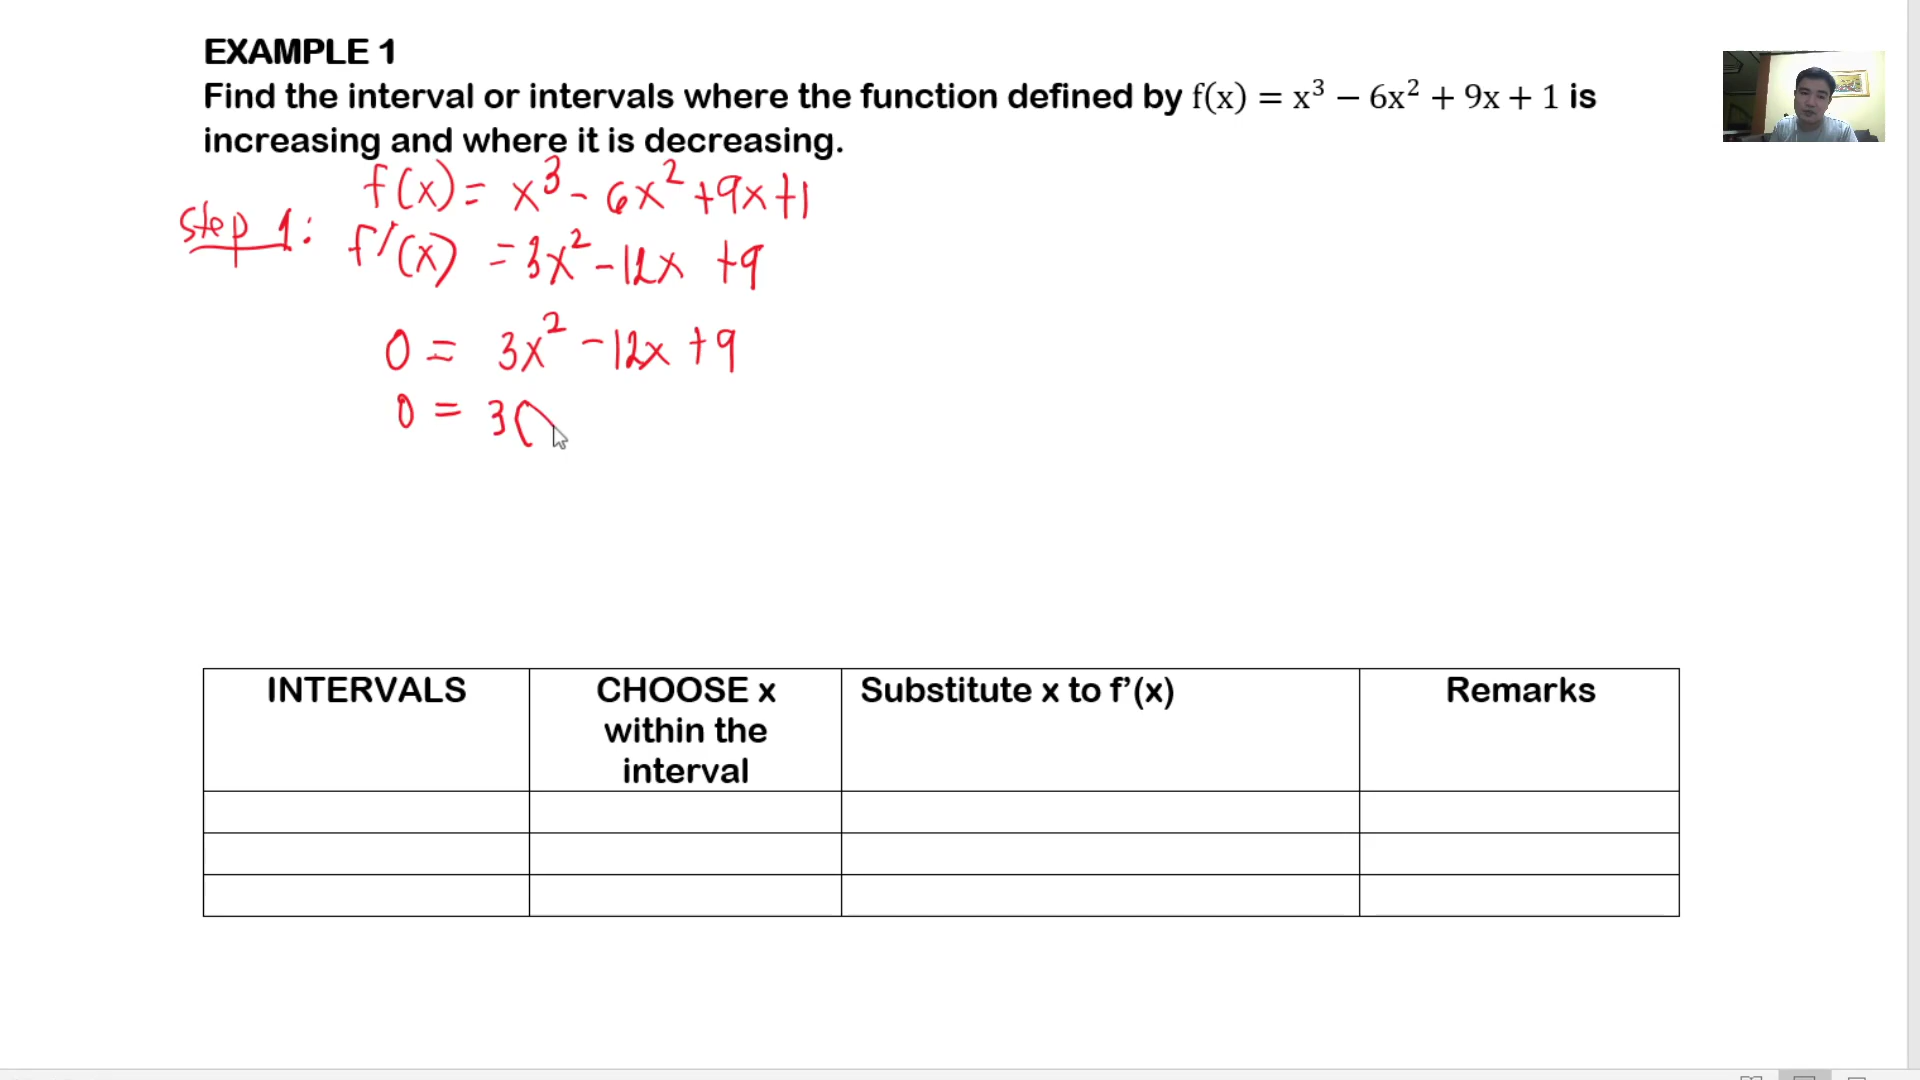 EXAMPLE 1
Find the interval or intervals where the function defined by f(x) = x³ − 6x² + 9x + 1 is
increasing and where it is decreasing.
f(x) = x³ - 6x² + 9x + 1
Step 1: f'(x) = 3x² - 12x + 9
0 = 3x² - 12x + 9
0 = 3(
INTERVALS CHOOSE x Substitute x to f’(x) Remarks
within the
interval